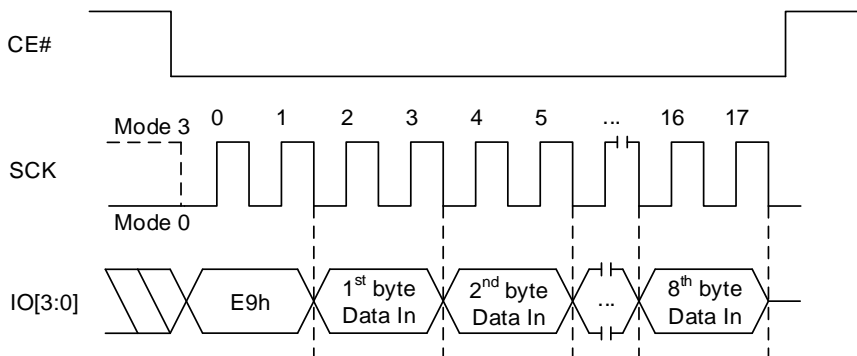 CE#
0 1 2 3 4 5 ... 16 17
Mode 3
SCK
Mode 0
IO[3:0]
E9h
1st byte
Data In
2nd byte
Data In
...
8th byte
Data In